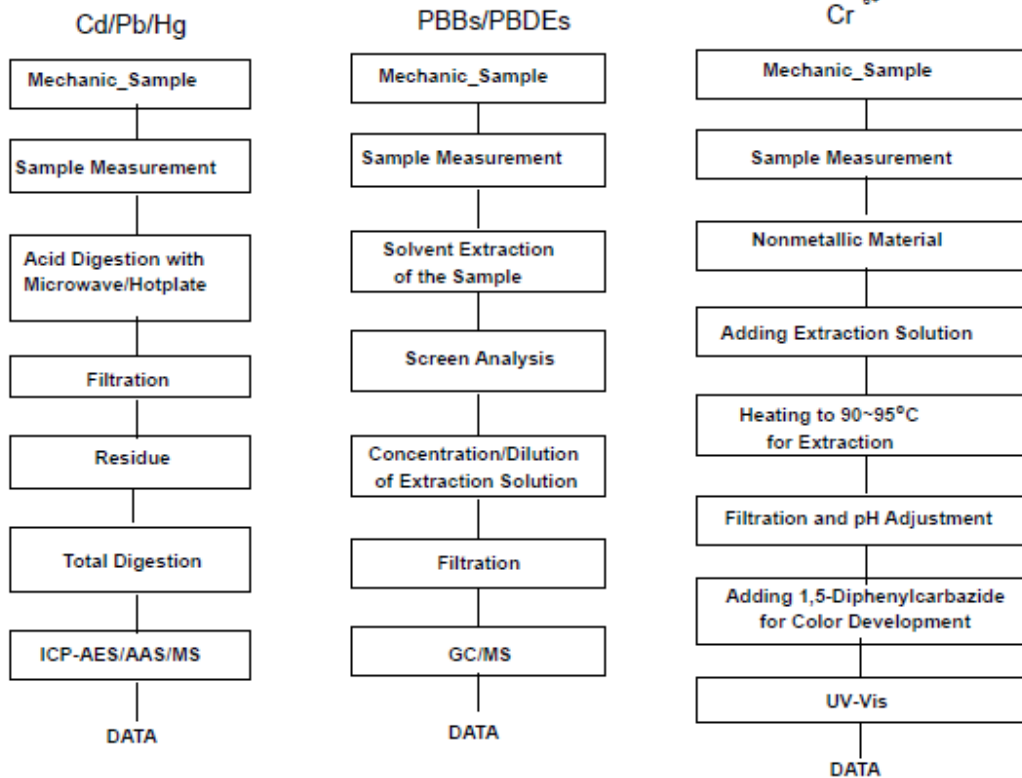 Cd/Pb/Hg
Mechanic_Sample
Sample Measurement
Acid Digestion with
Microwave/Hotplate
Filtration
Residue
Total Digestion
ICP-AES/AAS/MS
DATA
PBBs/PBDEs
Mechanic_Sample
Sample Measurement
Solvent Extraction
of the Sample
Screen Analysis
Concentration/Dilution
of Extraction Solution
Filtration
GC/MS
DATA
Cr
Mechanic_Sample
Sample Measurement
Nonmetallic Material
Adding Extraction Solution
Heating to 90~95°C
for Extraction
Filtration and pH Adjustment
Adding 1,5-Diphenylcarbazide
for Color Development
UV-Vis
DATA